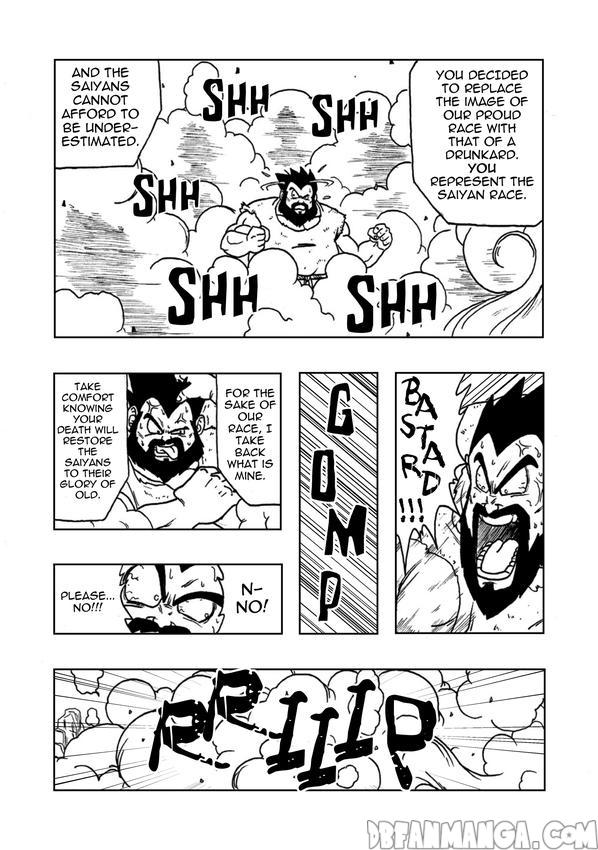 YOU DECIDED
TO REPLACE
THE IMAGE OF
OUR PROUD
RACE WITH
THAT OF A
DRUNKARD.
YOU
REPRESENT THE
SAIYAN RACE.
AND THE
SAIYANS
CANNOT
AFFORD TO
BE UNDER-
ESTIMATED.
SHH
SHH
SHH
SHH
SHH
BASTARD
!!!
GOMP
FOR THE
SAKE OF
OUR
RACE, I
TAKE
BACK
WHAT IS
MINE.
TAKE
COMFORT
KNOWING
YOUR
DEATH WILL
RESTORE
THE
SAIYANS
TO THEIR
GLORY OF
OLD.
N-
NO!
PLEASE...
NO!!!
RRIIIP
DBFANMANGA.COM